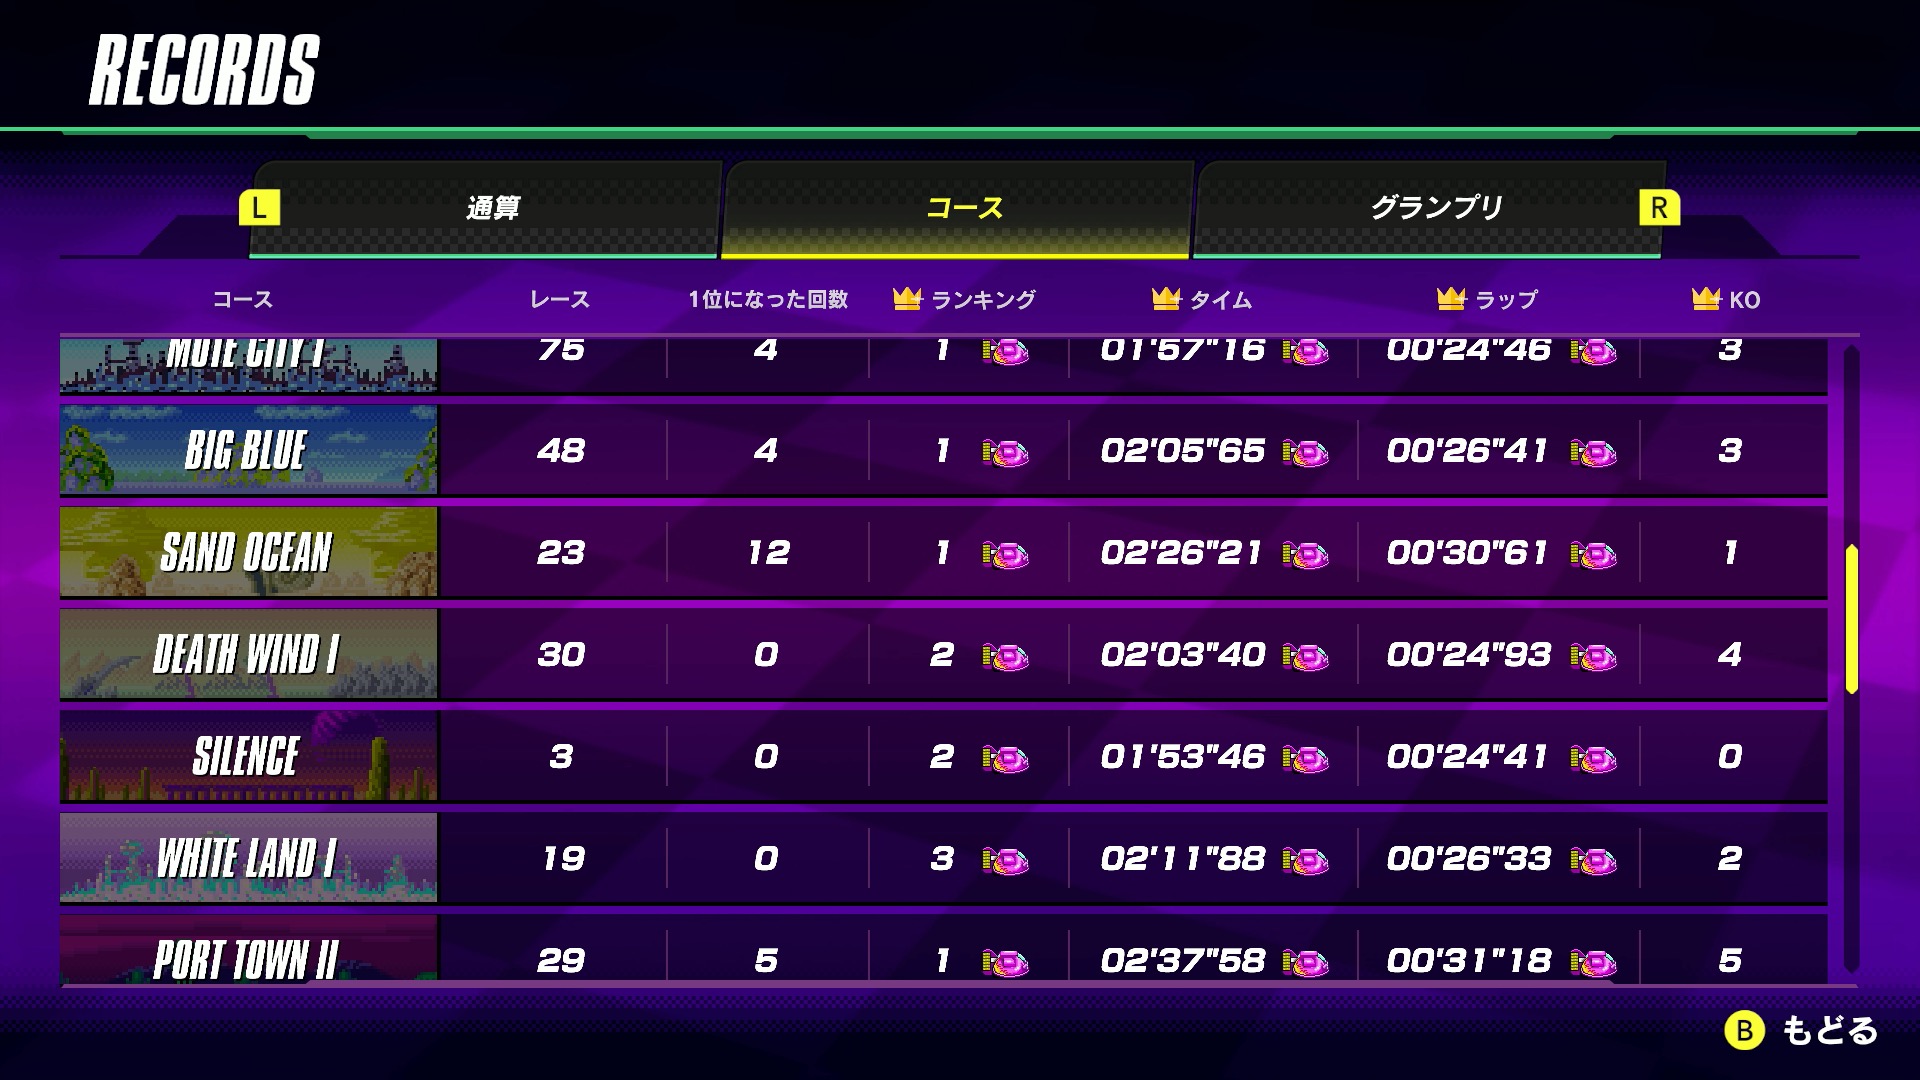 RECORDS
L 通算 コース グランプリ R
コース レース 1位になった回数 ランキング タイム ラップ KO
MUTE CITY I 75 4 1 01'57"16 00'24"46 3
BIG BLUE 48 4 1 02'05"65 00'26"41 3
SAND OCEAN 23 12 1 02'26"21 00'30"61 1
DEATH WIND I 30 0 2 02'03"40 00'24"93 4
SILENCE 3 0 2 01'53"46 00'24"41 0
WHITE LAND I 19 0 3 02'11"88 00'26"33 2
PORT TOWN II 29 5 1 02'37"58 00'31"18 5
B もどる